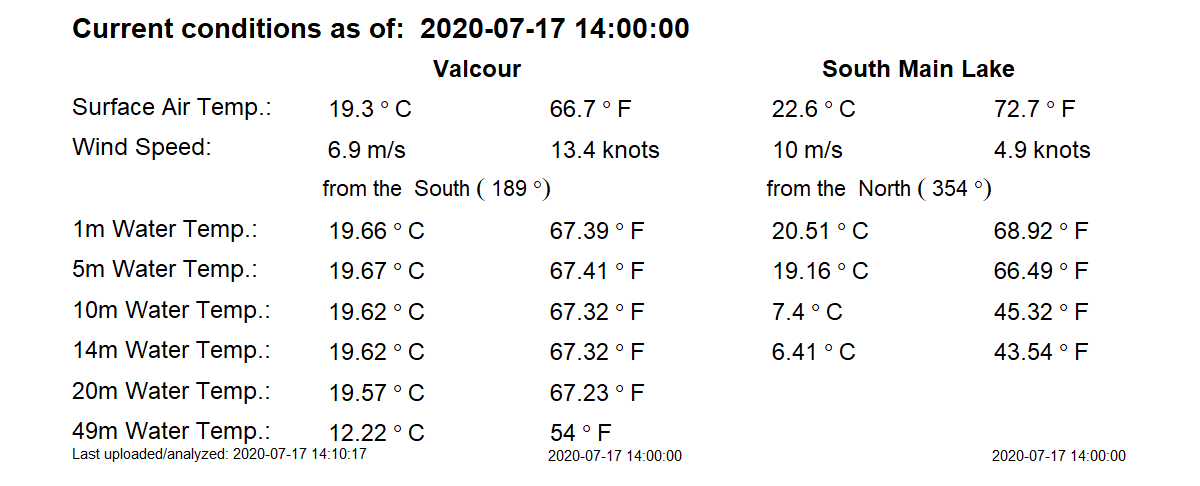 Current conditions as of: 2020-07-17 14:00:00
Valcour South Main Lake
Surface Air Temp.: 19.3 ° C 66.7 ° F 22.6 ° C 72.7 ° F
Wind Speed: 6.9 m/s 13.4 knots 10 m/s 4.9 knots
from the South ( 189 °) from the North ( 354 °)
1m Water Temp.: 19.66 ° C 67.39 ° F 20.51 ° C 68.92 ° F
5m Water Temp.: 19.67 ° C 67.41 ° F 19.16 ° C 66.49 ° F
10m Water Temp.: 19.62 ° C 67.32 ° F 7.4 ° C 45.32 ° F
14m Water Temp.: 19.62 ° C 67.32 ° F 6.41 ° C 43.54 ° F
20m Water Temp.: 19.57 ° C 67.23 ° F
49m Water Temp.: 12.22 ° C 54 ° F
Last uploaded/analyzed: 2020-07-17 14:10:17 2020-07-17 14:00:00 2020-07-17 14:00:00